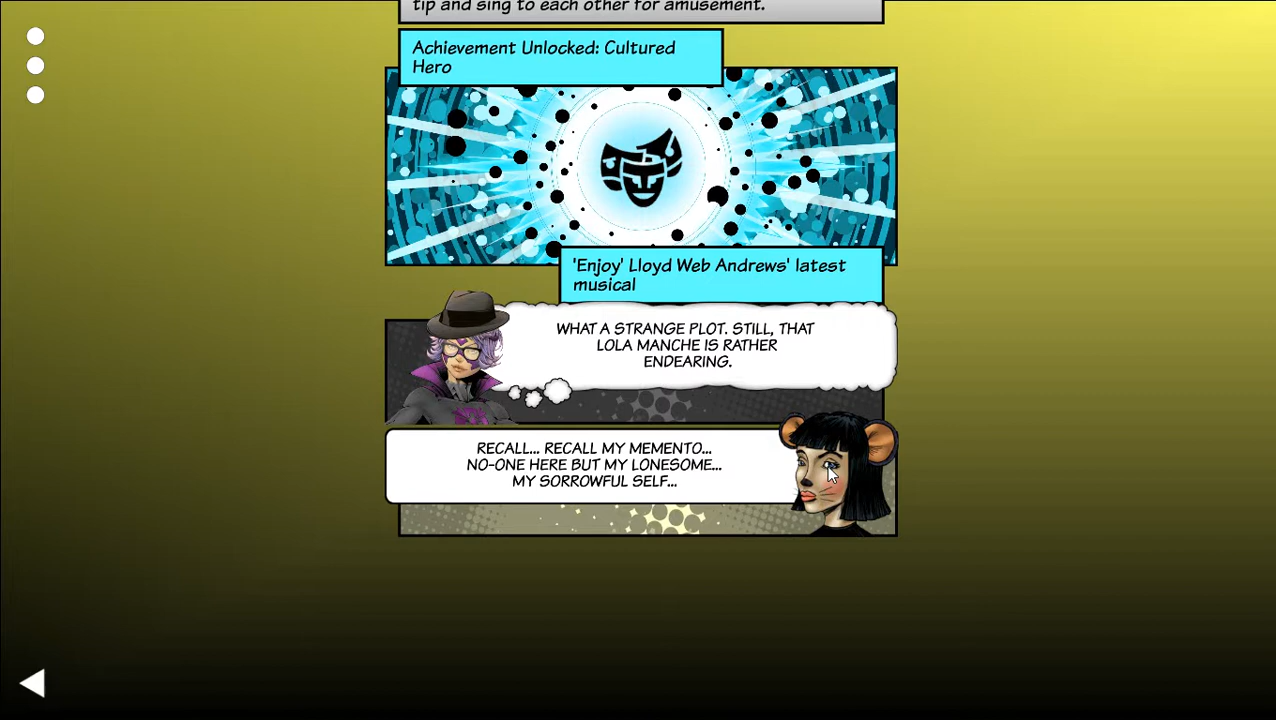 tip and sing to each other for amusement.
Achievement Unlocked: Cultured
Hero
'Enjoy' Lloyd Web Andrews' latest
musical
WHAT A STRANGE PLOT. STILL, THAT
LOLA MANCHE IS RATHER
ENDEARING.
RECALL... RECALL MY MEMENTO...
NO-ONE HERE BUT MY LONESOME...
MY SORROWFUL SELF...